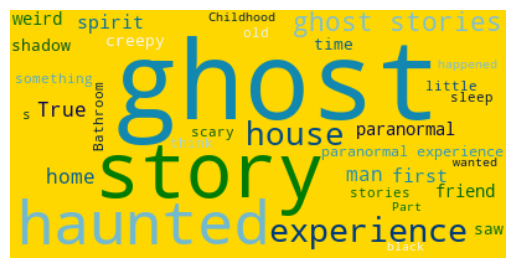 weird
spirit
Childhood
ghost stories
shadow
creepy
old
time
ghost
something
happened
little
sleep
s
True
Bathroom
scary
house
paranormal
think
story
paranormal experience
wanted
home
man
first
stories
friend
Part
haunted
experience
saw
black